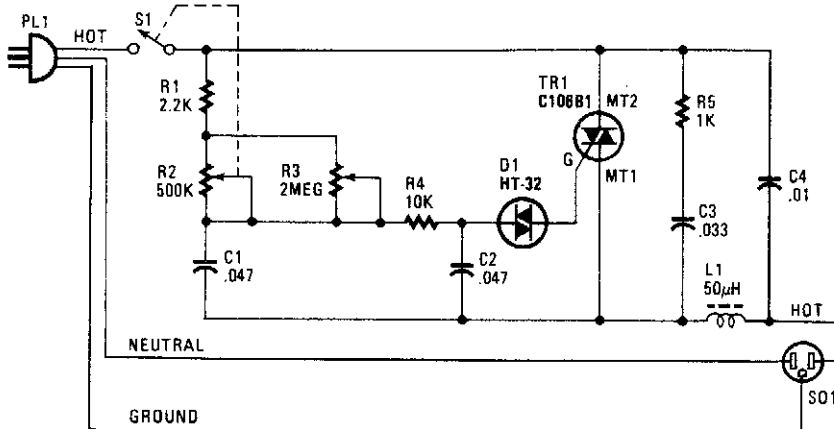 PL1
HOT
S1
R1
2.2K
R2
500K
R3
2MEG
R4
10K
C1
.047
C2
.047
D1
HT-32
TR1
C106B1
MT2
G
MT1
R5
1K
C3
.033
C4
.01
L1
50µH
HOT
NEUTRAL
SO1
GROUND